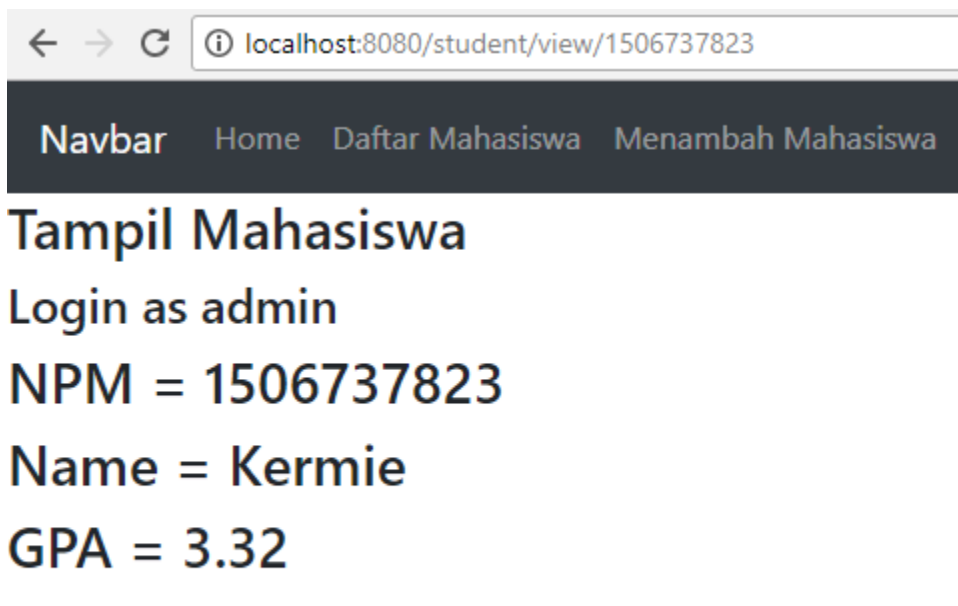 localhost:8080/student/view/1506737823
Navbar Home Daftar Mahasiswa Menambah Mahasiswa
Tampil Mahasiswa
Login as admin
NPM = 1506737823
Name = Kermie
GPA = 3.32